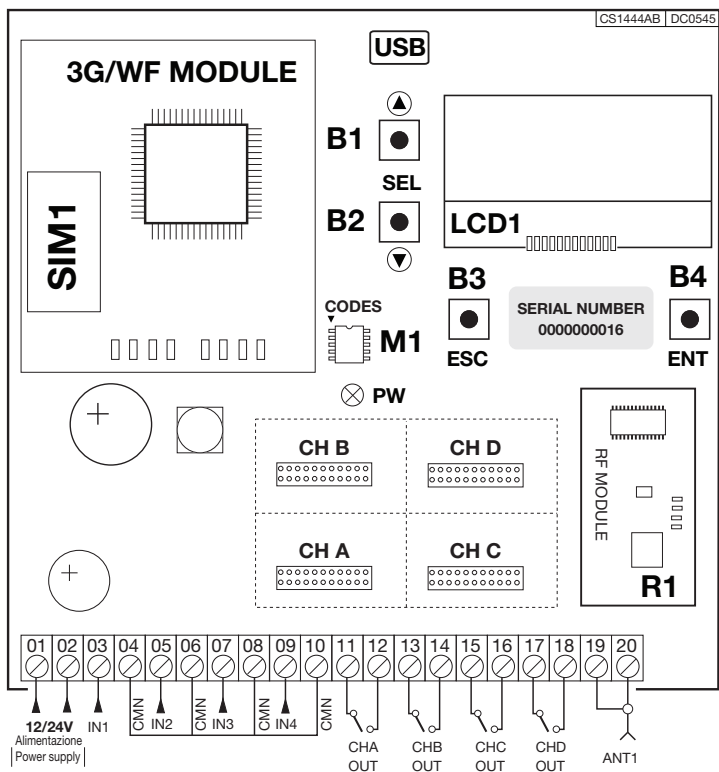 CS1444AB DC0545
USB
3G/WF MODULE
B1
SEL
B2
SIM1
LCD1
B3
ESC
SERIAL NUMBER
0000000016
B4
ENT
CODES
M1
PW
CH B
CH D
CH A
CH C
RF MODULE
R1
01 02 03 04 05 06 07 08 09 10 11 12 13 14 15 16 17 18 19 20
12/24V
Alimentazione
Power supply
IN1
CMN
IN2
CMN
IN3
CMN
IN4
CMN
CHA
OUT
CHB
OUT
CHC
OUT
CHD
OUT
ANT1